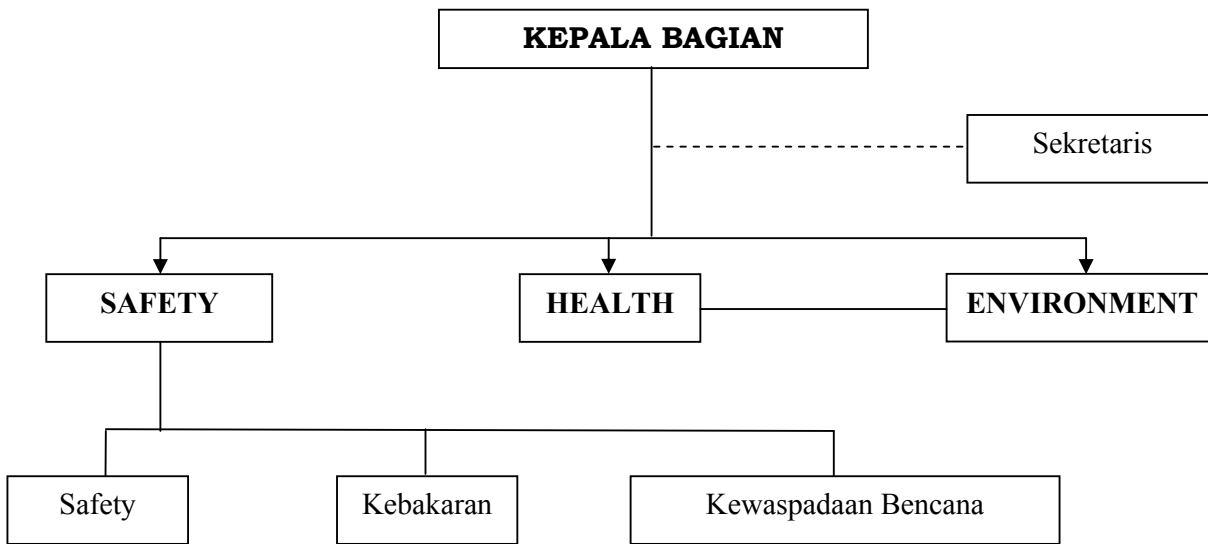 KEPALA BAGIAN
Sekretaris
SAFETY
HEALTH
ENVIRONMENT
Safety
Kebakaran
Kewaspadaan Bencana